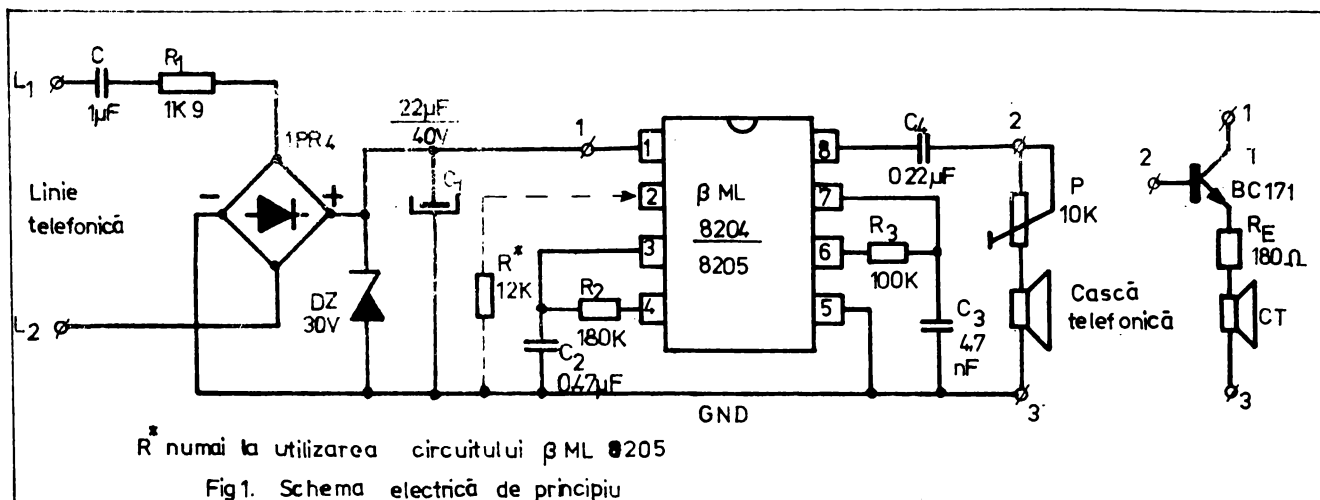 L1
C
1µF
R1
1K9
1PR4
Linie
telefonică
L2
−
+
DZ
30V
22µF
40V
C1
1
R*
12K
R2
180K
C2
0,47µF
1
2
3
4
β ML
8204
8205
8
7
6
5
C4
0,22µF
R3
100K
C3
4,7
nF
2
P
10K
Cască
telefonică
3
GND
1
2
T
BC171
RE
180Ω
CT
3
R* numai la utilizarea circuitului β ML 8205
Fig1. Schema electrică de principiu